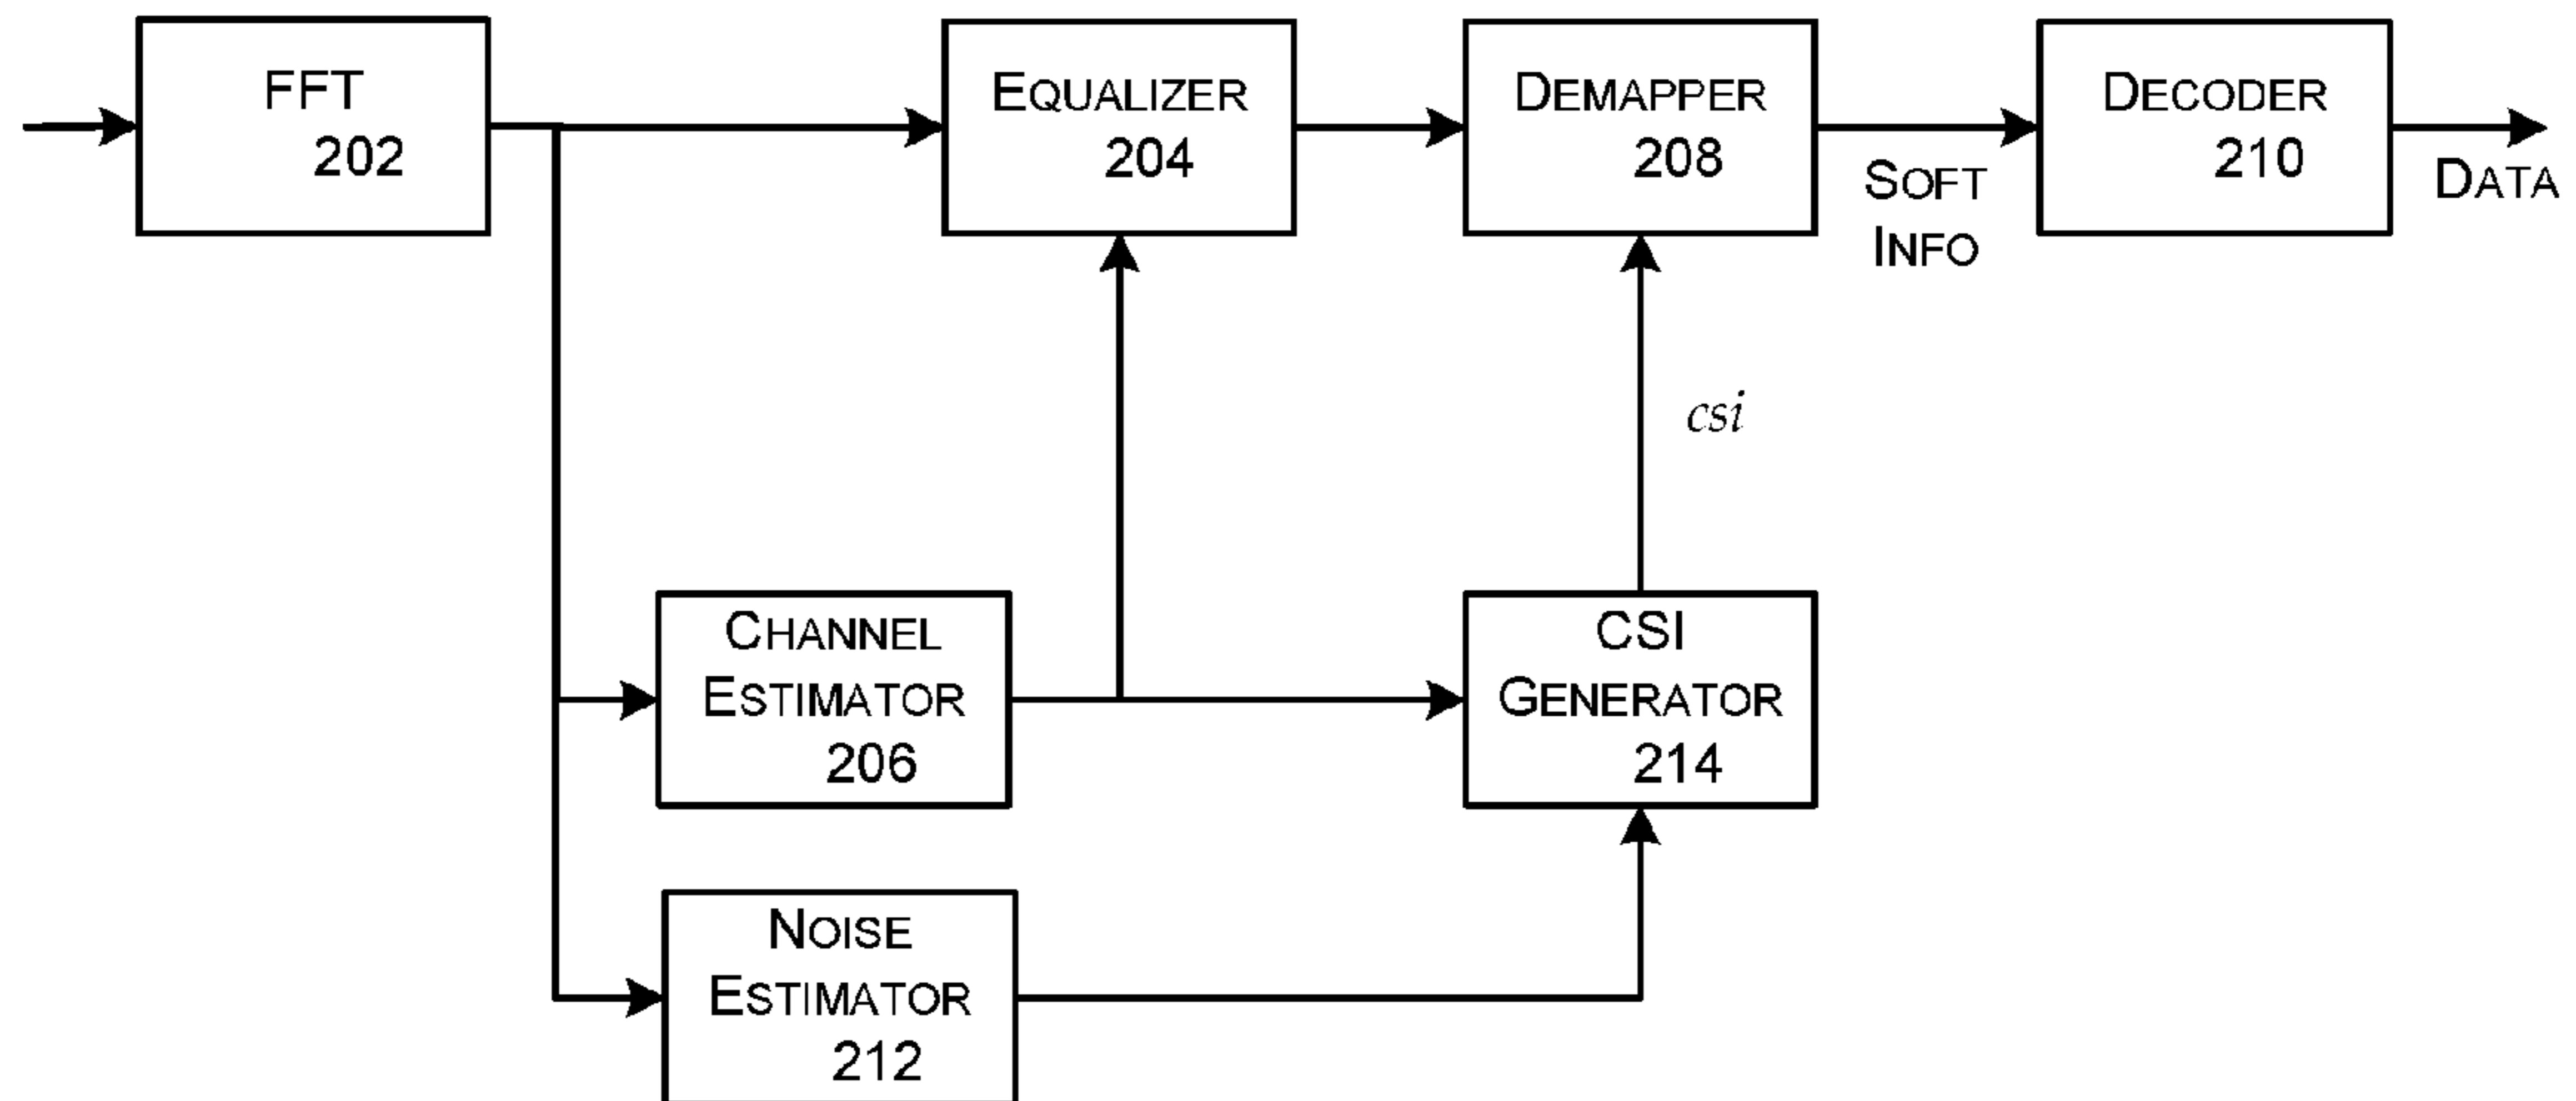 FFT
202
EQUALIZER
204
DEMAPPER
208
SOFT
INFO
DECODER
210
DATA
csi
CHANNEL
ESTIMATOR
206
CSI
GENERATOR
214
NOISE
ESTIMATOR
212